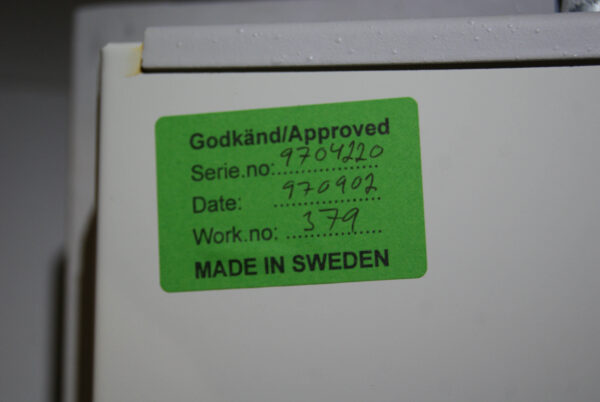 Godkänd/Approved
Serie.no: 9704220
Date: 970902
Work.no: 379
MADE IN SWEDEN